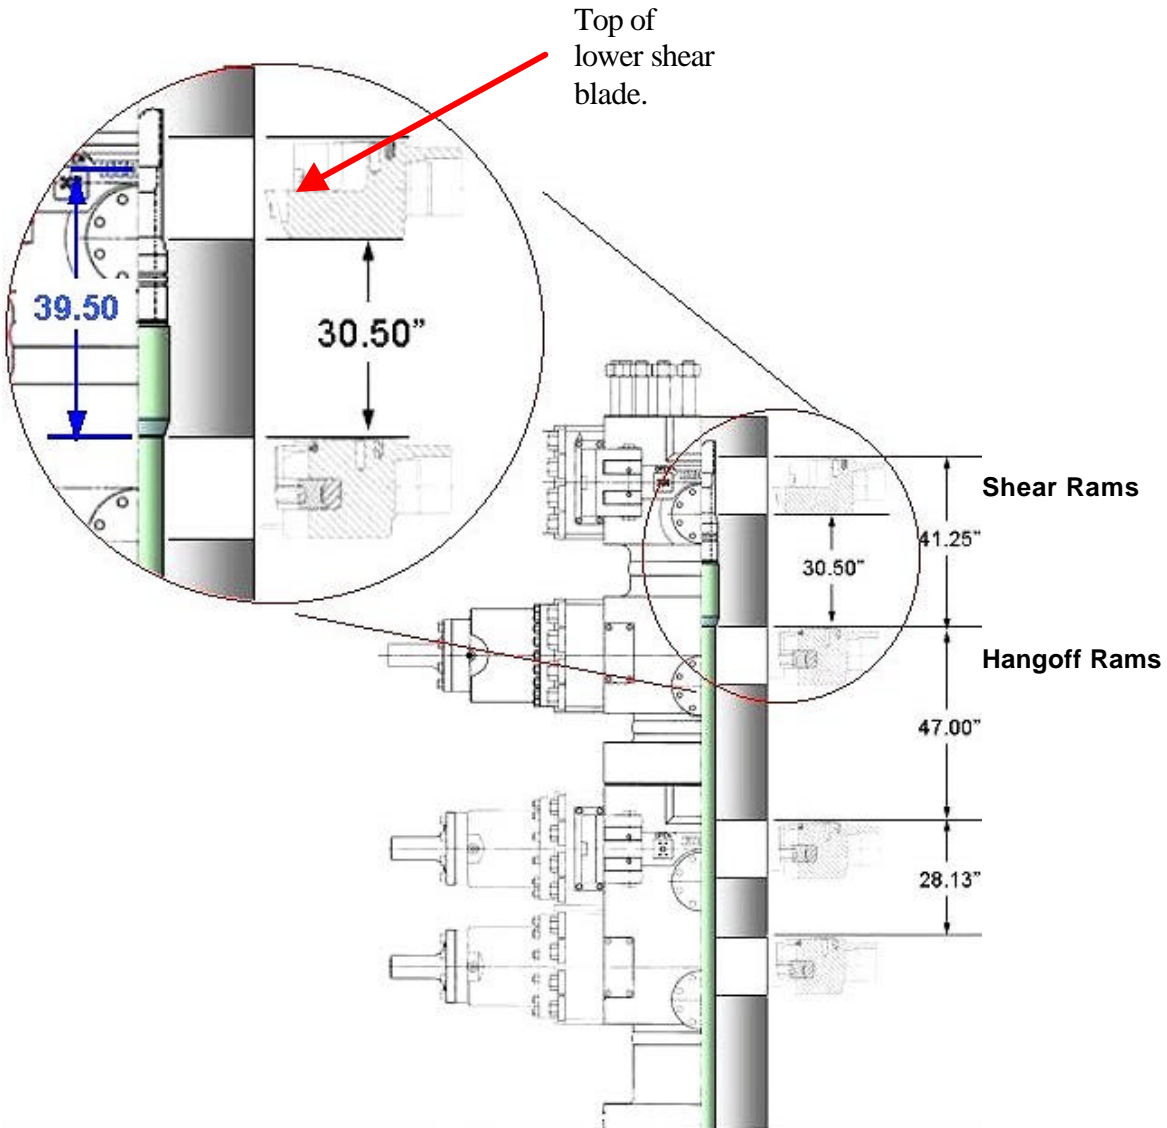 Top of
lower shear
blade.
39.50
30.50”
Shear Rams
41.25”
30.50”
Hangoff Rams
47.00”
28.13”